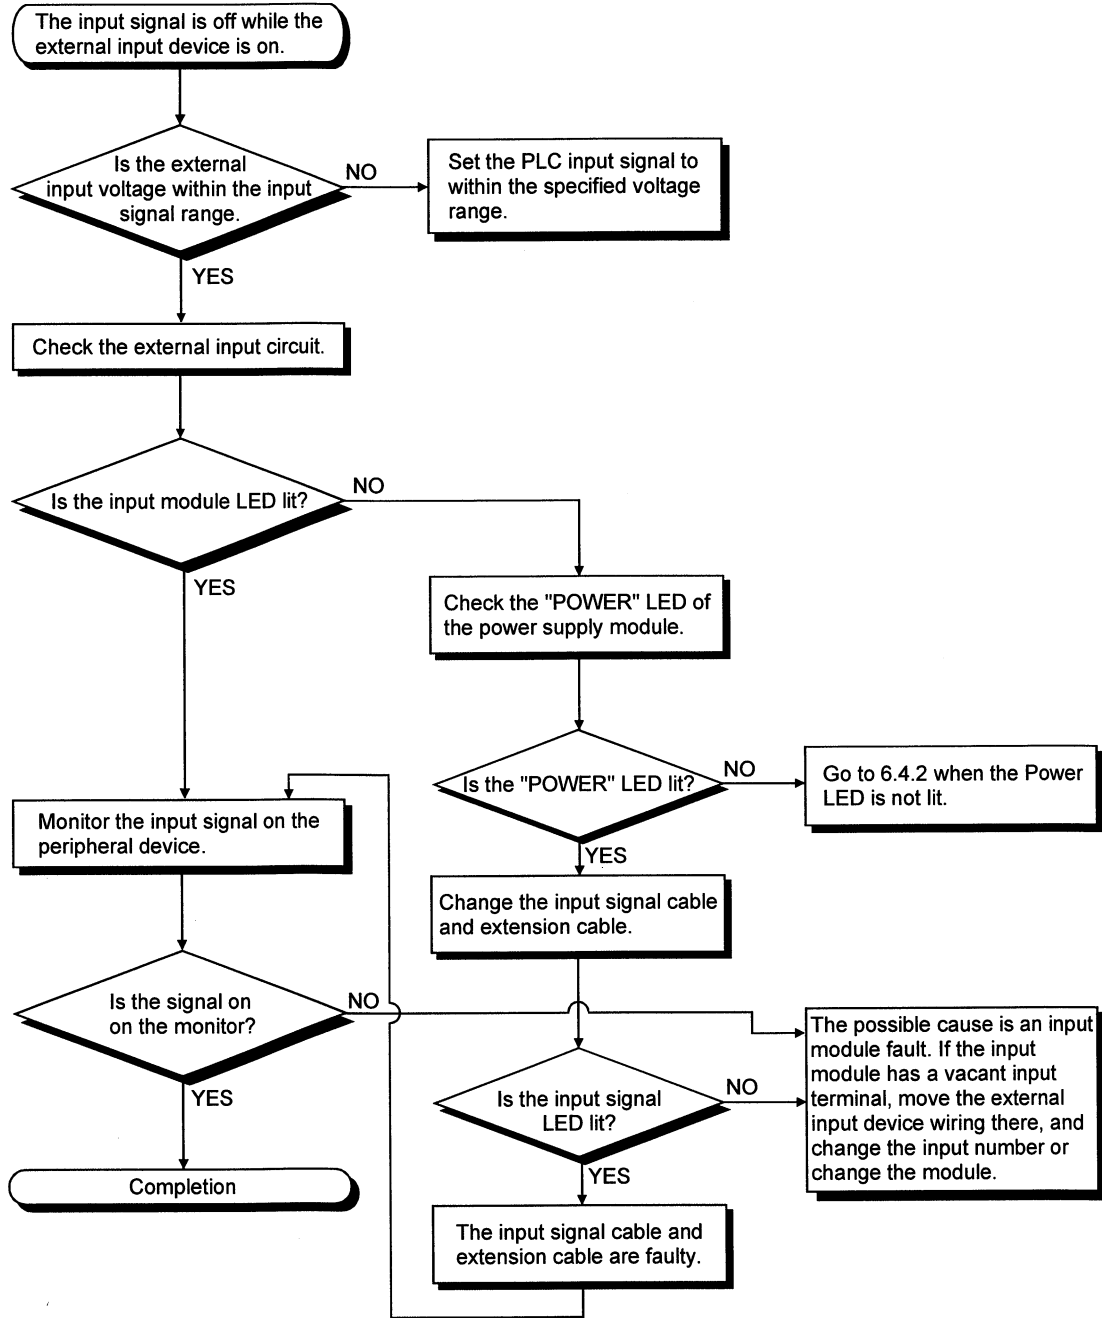 The input signal is off while the
external input device is on.
Is the external
input voltage within the input
signal range.
NO
Set the PLC input signal to
within the specified voltage
range.
YES
Check the external input circuit.
Is the input module LED lit?
NO
YES
Check the "POWER" LED of
the power supply module.
Is the "POWER" LED lit?
NO
Go to 6.4.2 when the Power
LED is not lit.
YES
Monitor the input signal on the
peripheral device.
Change the input signal cable
and extension cable.
Is the signal on
on the monitor?
NO
The possible cause is an input
module fault. If the input
module has a vacant input
terminal, move the external
input device wiring there, and
change the input number or
change the module.
Is the input signal
LED lit?
NO
YES
YES
Completion
The input signal cable and
extension cable are faulty.